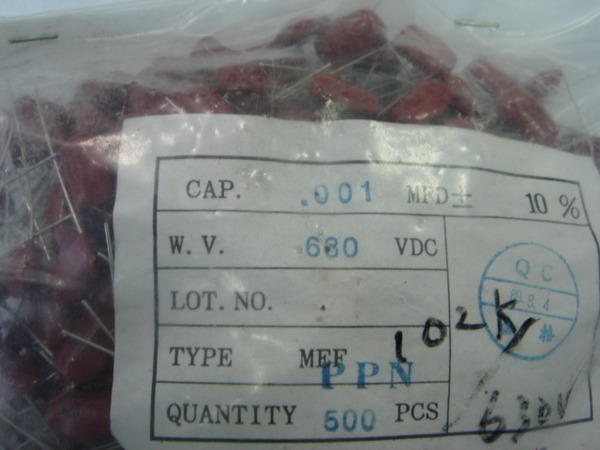 CAP. .001 MFD± 10 %
W. V. 630 VDC
LOT. NO. .
TYPE MEF PPN
QUANTITY 500 PCS
QC
102K
630V